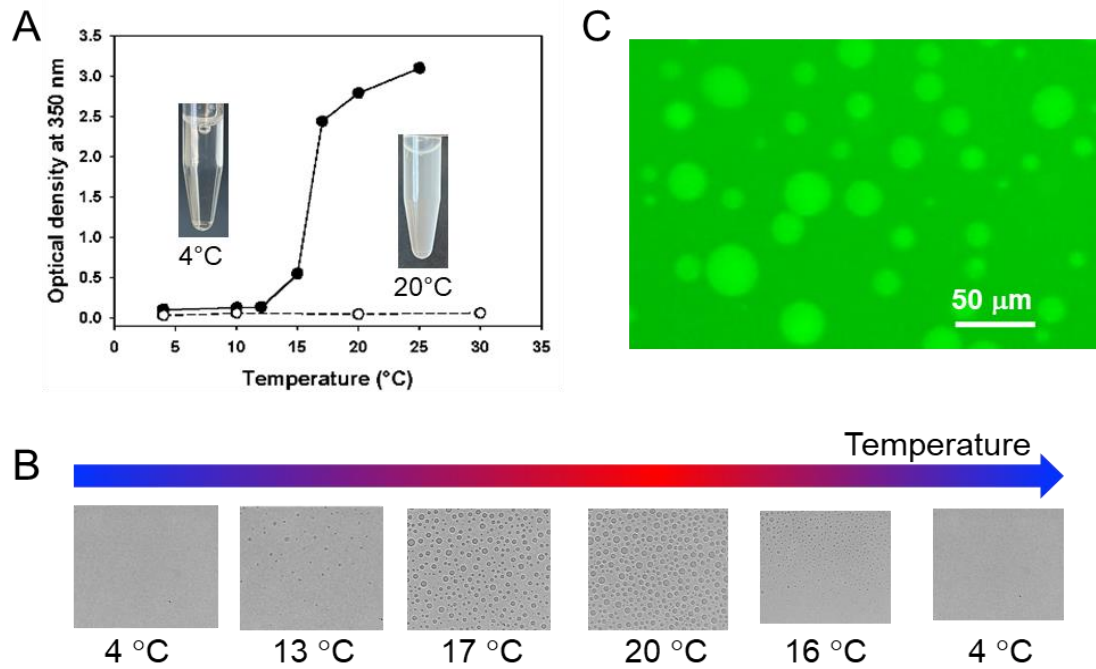 A
C
Optical density at 350 nm
3.5
3.0
2.5
2.0
1.5
1.0
0.5
0.0
4°C
20°C
0 5 10 15 20 25 30 35
Temperature (°C)
50 μm
B
Temperature
4 °C 13 °C 17 °C 20 °C 16 °C 4 °C